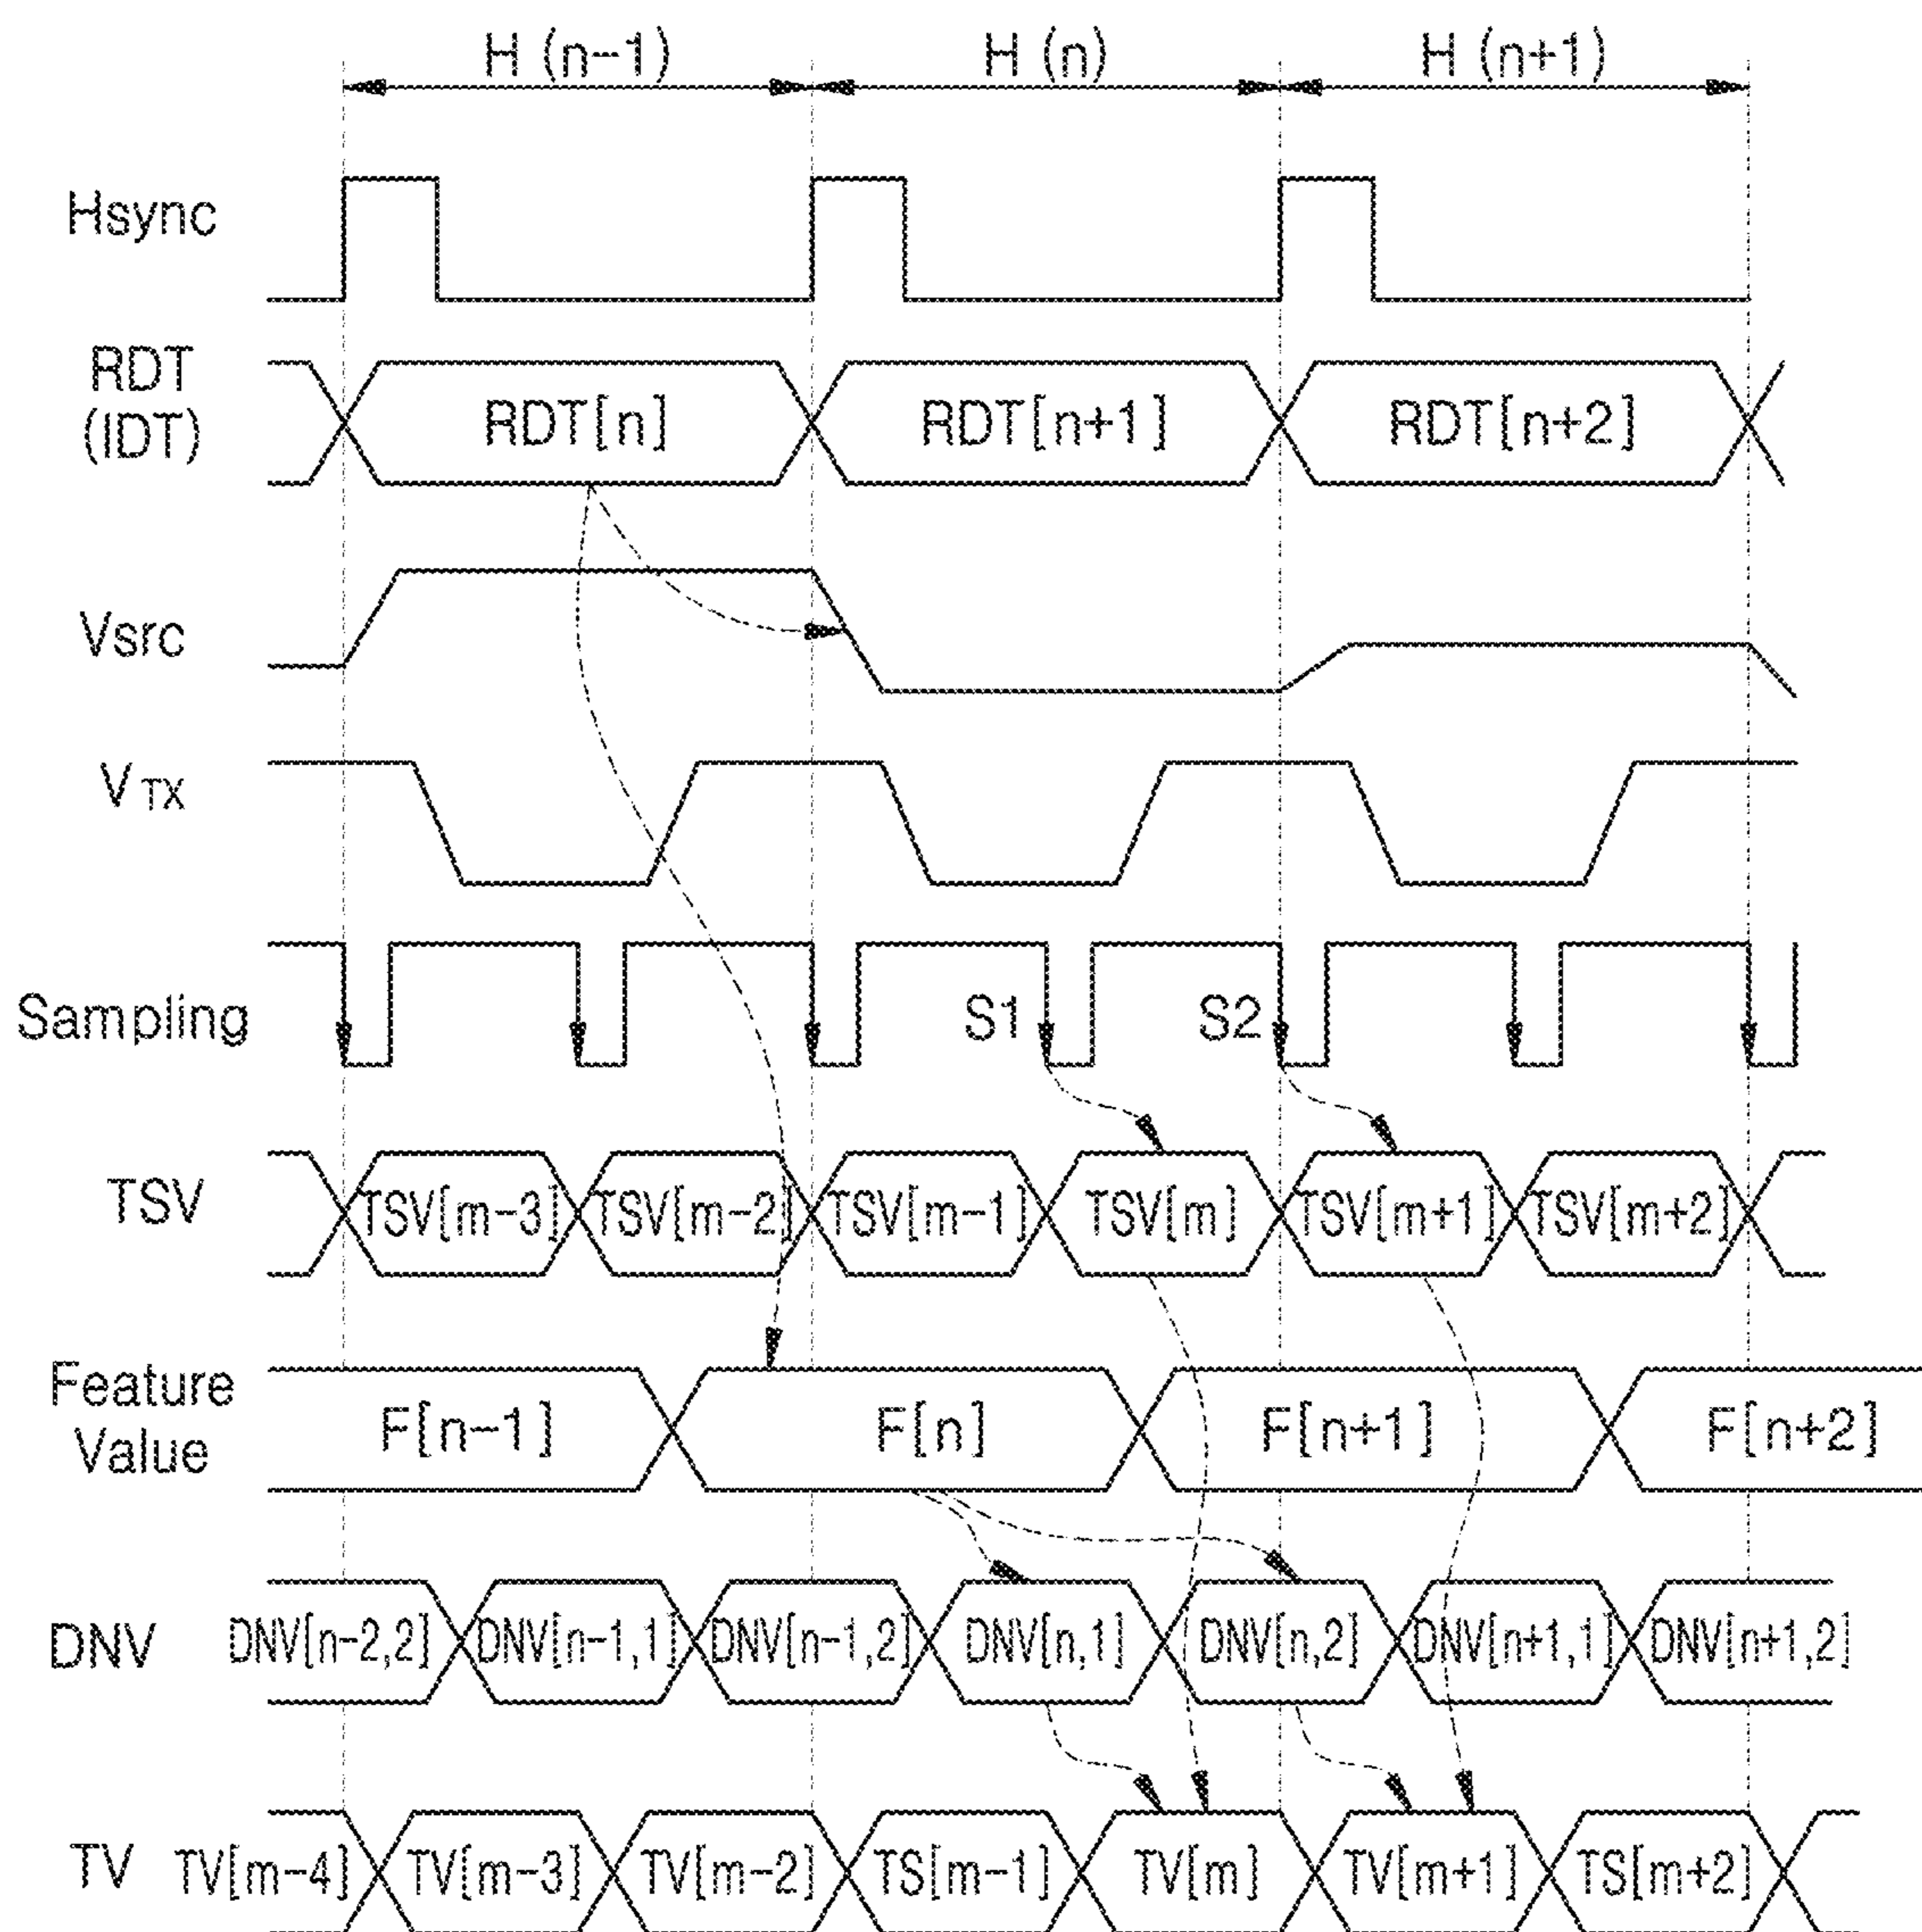 H (n-1) H (n) H (n+1)
Hsync
RDT
(IDT)
RDT[n] RDT[n+1] RDT[n+2]
Vsrc
VTX
Sampling S1 S2
TSV TSV[m-3] TSV[m-2] TSV[m-1] TSV[m] TSV[m+1] TSV[m+2]
Feature
Value
F[n-1] F[n] F[n+1] F[n+2]
DNV DNV[n-2,2] DNV[n-1,1] DNV[n-1,2] DNV[n,1] DNV[n,2] DNV[n+1,1] DNV[n+1,2]
TV TV[m-4] TV[m-3] TV[m-2] TS[m-1] TV[m] TV[m+1] TS[m+2]